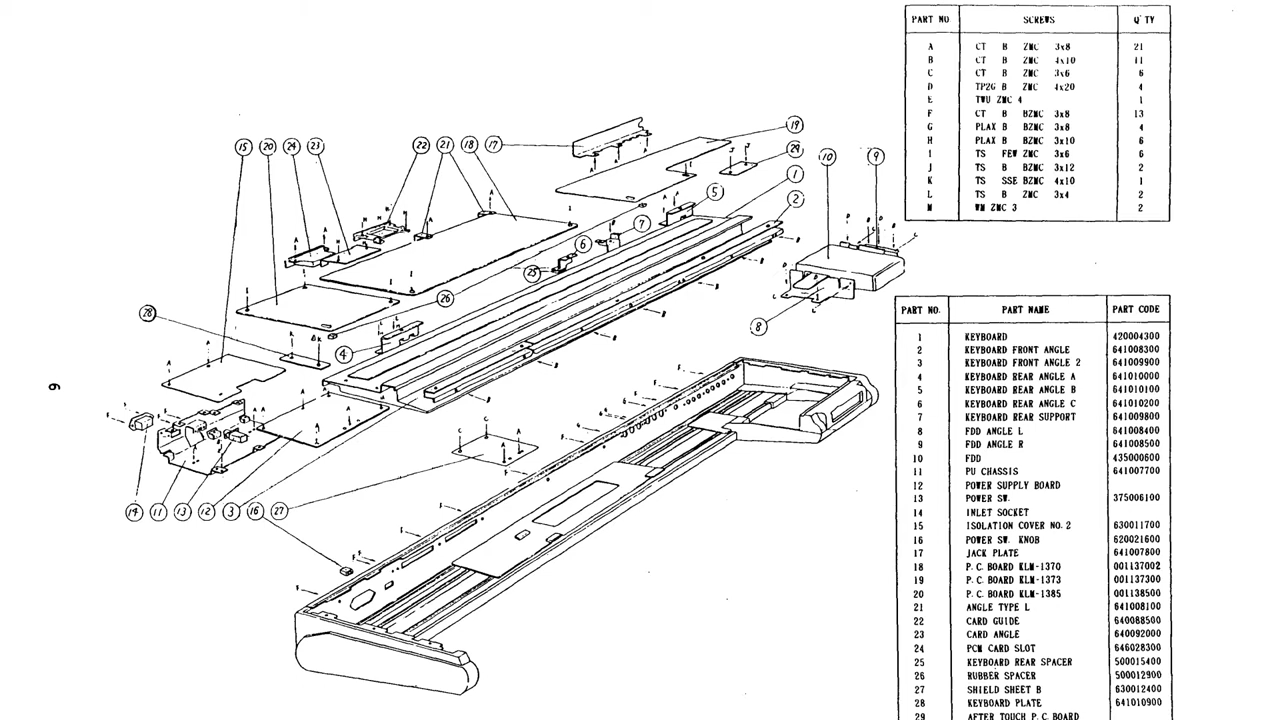 PART NO. SCREWS Q'TY
A CT B ZMC 3x8 21
B CT B ZMC 4x10 11
C CT B ZMC 3x6 6
D TP2G B ZMC 4x20 4
E TWU ZMC 4 1
F CT B BZMC 3x8 13
G PLAX B BZMC 3x8 4
H PLAX B BZMC 3x10 6
I TS FEW ZMC 3x6 6
J TS B BZMC 3x12 2
K TS SSE BZMC 4x10 1
L TS B BZMC 3x4 2
M WM ZMC 3 2
15 20 24 23 22 21 18 17 19 29 10 9
1
5 2
7
6
25
26
28
4
8
14 11 13 12 3 16 27
6
PART NO. PART NAME PART CODE
1 KEYBOARD 420004300
2 KEYBOARD FRONT ANGLE 641008300
3 KEYBOARD FRONT ANGLE 2 641009900
4 KEYBOARD REAR ANGLE A 641010000
5 KEYBOARD REAR ANGLE B 641010100
6 KEYBOARD REAR ANGLE C 641010200
7 KEYBOARD REAR SUPPORT 641009800
8 FDD ANGLE L 641008400
9 FDD ANGLE R 641008500
10 FDD 435000600
11 PU CHASSIS 641007700
12 POWER SUPPLY BOARD
13 POWER SW. 375006100
14 INLET SOCKET
15 ISOLATION COVER NO.2 630011700
16 POWER SW. KNOB 620021600
17 JACK PLATE 641007800
18 P.C.BOARD KLM-1370 001137002
19 P.C.BOARD KLM-1373 001137300
20 P.C.BOARD KLM-1385 001138500
21 ANGLE TYPE L 641008100
22 CARD GUIDE 640088500
23 CARD ANGLE 640092000
24 PCM CARD SLOT 646028300
25 KEYBOARD REAR SPACER 500015400
26 RUBBER SPACER 500012900
27 SHIELD SHEET B 630012400
28 KEYBOARD PLATE 641010900
29 AFTER TOUCH P.C.BOARD